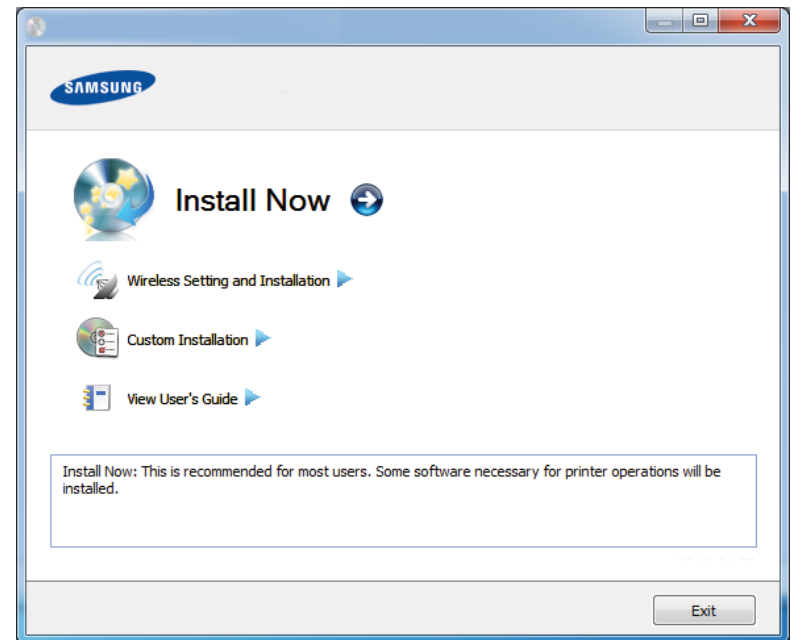 SAMSUNG
Install Now
Wireless Setting and Installation
Custom Installation
View User's Guide
Install Now: This is recommended for most users. Some software necessary for printer operations will be
installed.
Exit